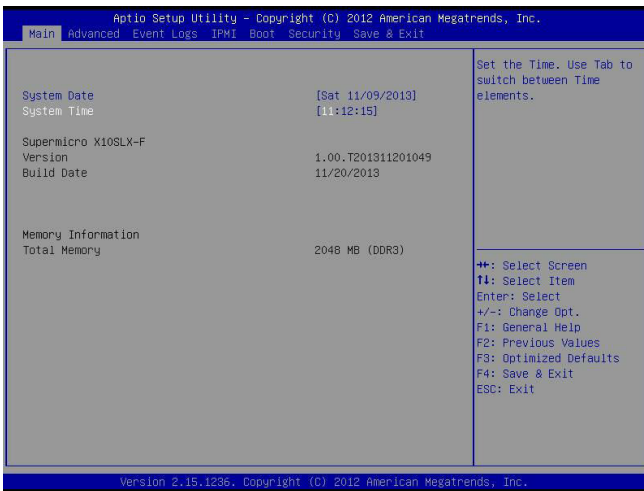 Aptio Setup Utility – Copyright (C) 2012 American Megatrends, Inc.
Main Advanced Event Logs IPMI Boot Security Save & Exit
System Date [Sat 11/09/2013]
System Time [11:12:15]
Supermicro X10SLX-F
Version 1.00.T201311201049
Build Date 11/20/2013
Memory Information
Total Memory 2048 MB (DDR3)
Set the Time. Use Tab to
switch between Time
elements.
→←: Select Screen
↑↓: Select Item
Enter: Select
+/-: Change Opt.
F1: General Help
F2: Previous Values
F3: Optimized Defaults
F4: Save & Exit
ESC: Exit
Version 2.15.1236. Copyright (C) 2012 American Megatrends, Inc.